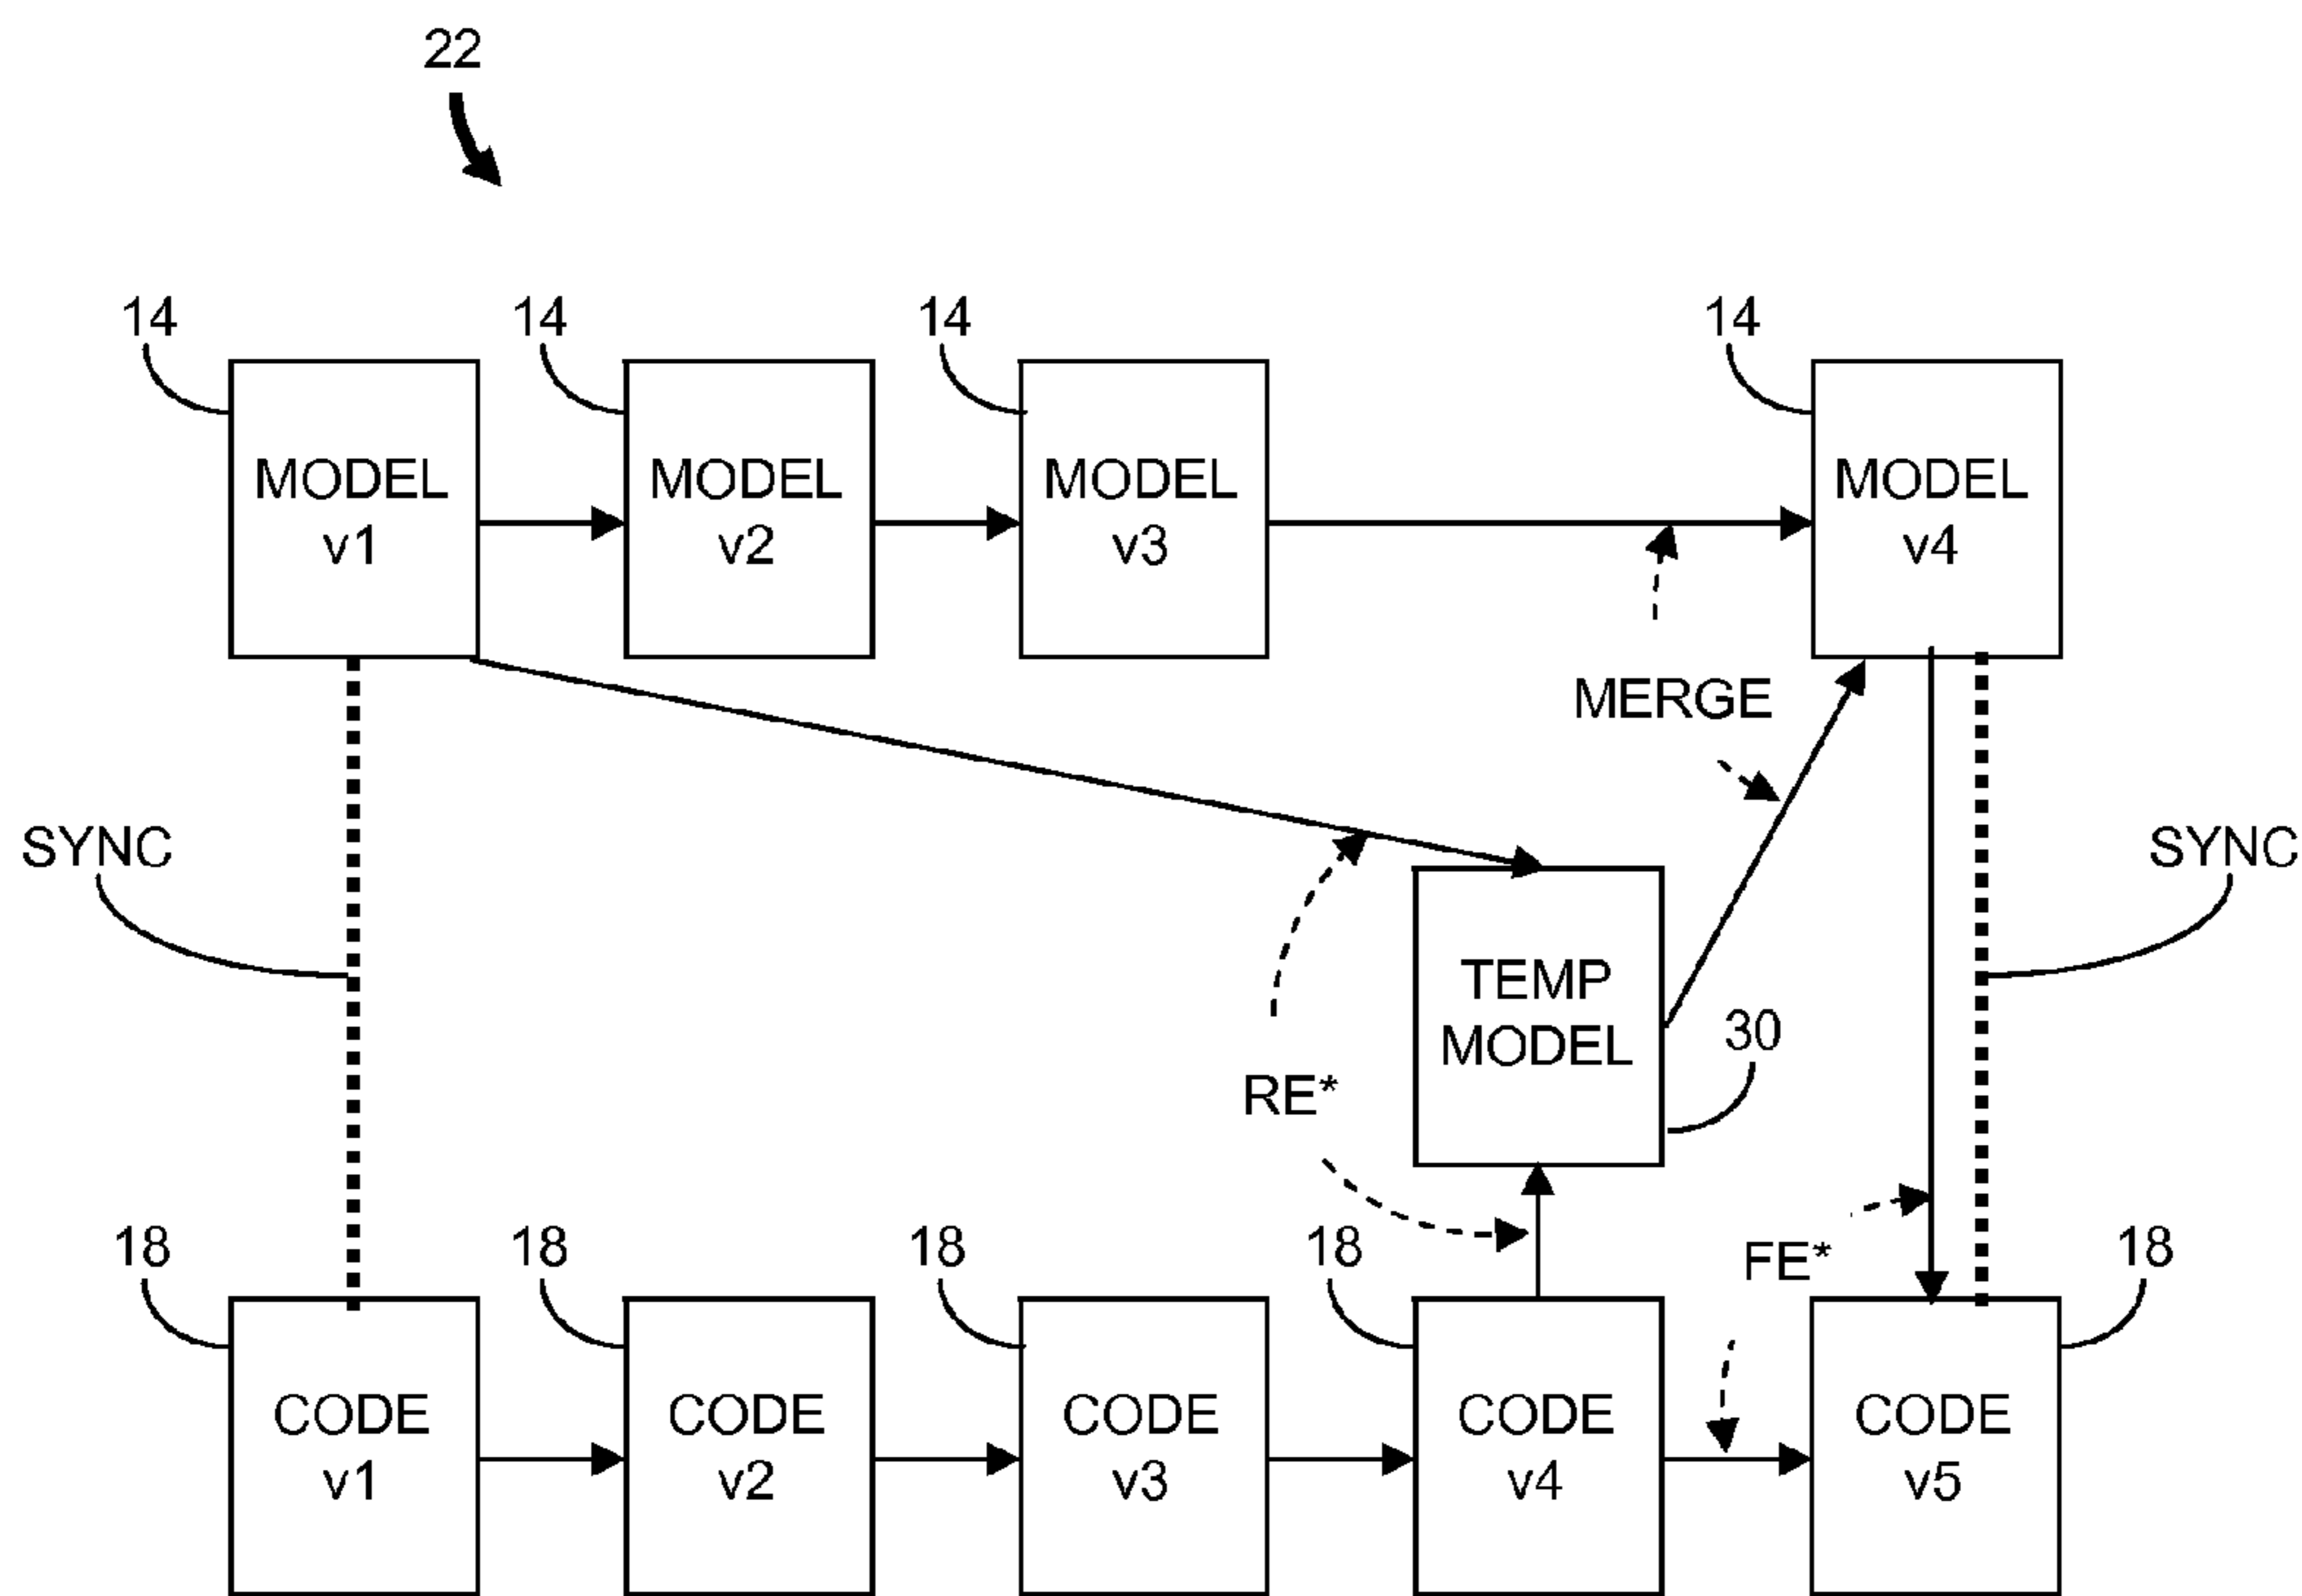 22
14
14
14
14
MODEL
v1
MODEL
v2
MODEL
v3
MODEL
v4
MERGE
SYNC
SYNC
TEMP
MODEL
30
RE*
FE*
18
18
18
18
18
CODE
v1
CODE
v2
CODE
v3
CODE
v4
CODE
v5